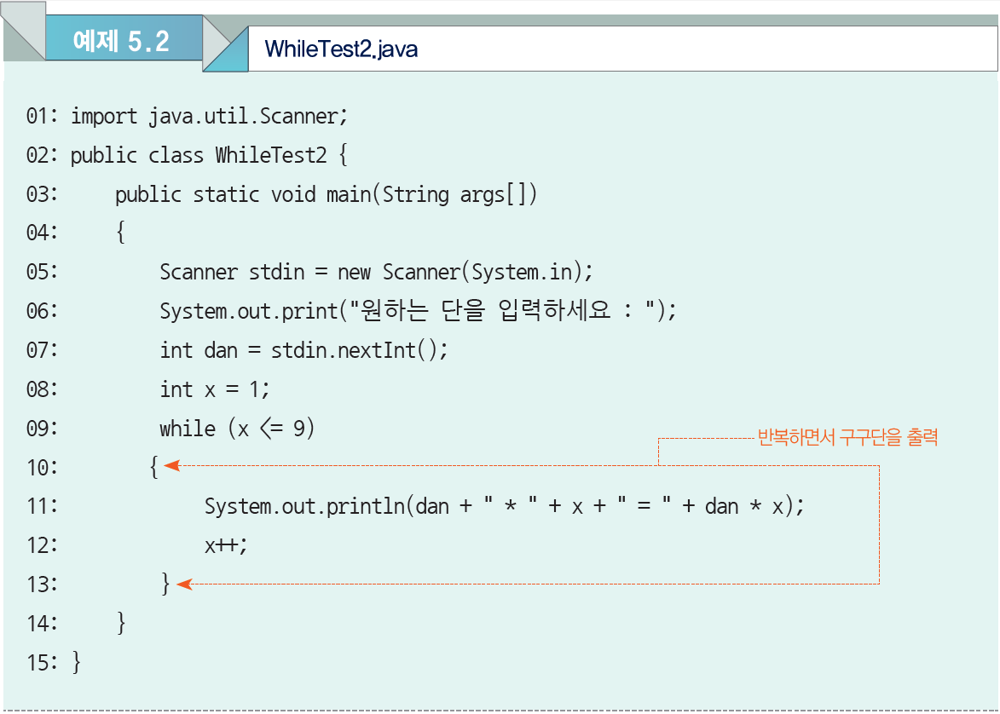 예제 5.2
WhileTest2.java
01: import java.util.Scanner;
02: public class WhileTest2 {
03:     public static void main(String args[])
04:     {
05:         Scanner stdin = new Scanner(System.in);
06:         System.out.print("원하는 단을 입력하세요 : ");
07:         int dan = stdin.nextInt();
08:         int x = 1;
09:         while (x <= 9)
반복하면서 구구단을 출력
10:        {
11:             System.out.println(dan + " * " + x + " = " + dan * x);
12:             x++;
13:         }
14:     }
15: }